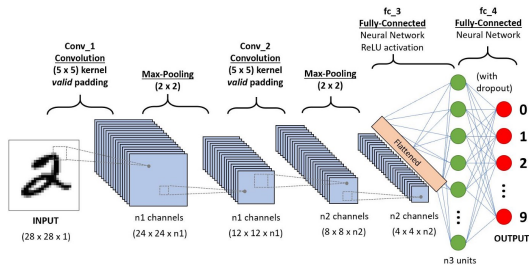 fc_3
Fully-Connected
Neural Network
ReLU activation
fc_4
Fully-Connected
Neural Network
Conv_1
Convolution
(5 x 5) kernel
valid padding
Max-Pooling
(2 x 2)
Conv_2
Convolution
(5 x 5) kernel
valid padding
Max-Pooling
(2 x 2)
(with
dropout)
Flattened
0
1
2
9
INPUT
(28 x 28 x 1)
n1 channels
(24 x 24 x n1)
n1 channels
(12 x 12 x n1)
n2 channels
(8 x 8 x n2)
n2 channels
(4 x 4 x n2)
OUTPUT
n3 units